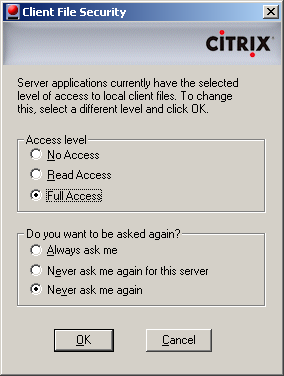 Client File Security
CITRIX
Server applications currently have the selected
level of access to local client files. To change
this, select a different level and click OK.
Access level
No Access
Read Access
Full Access
Do you want to be asked again?
Always ask me
Never ask me again for this server
Never ask me again
OK
Cancel